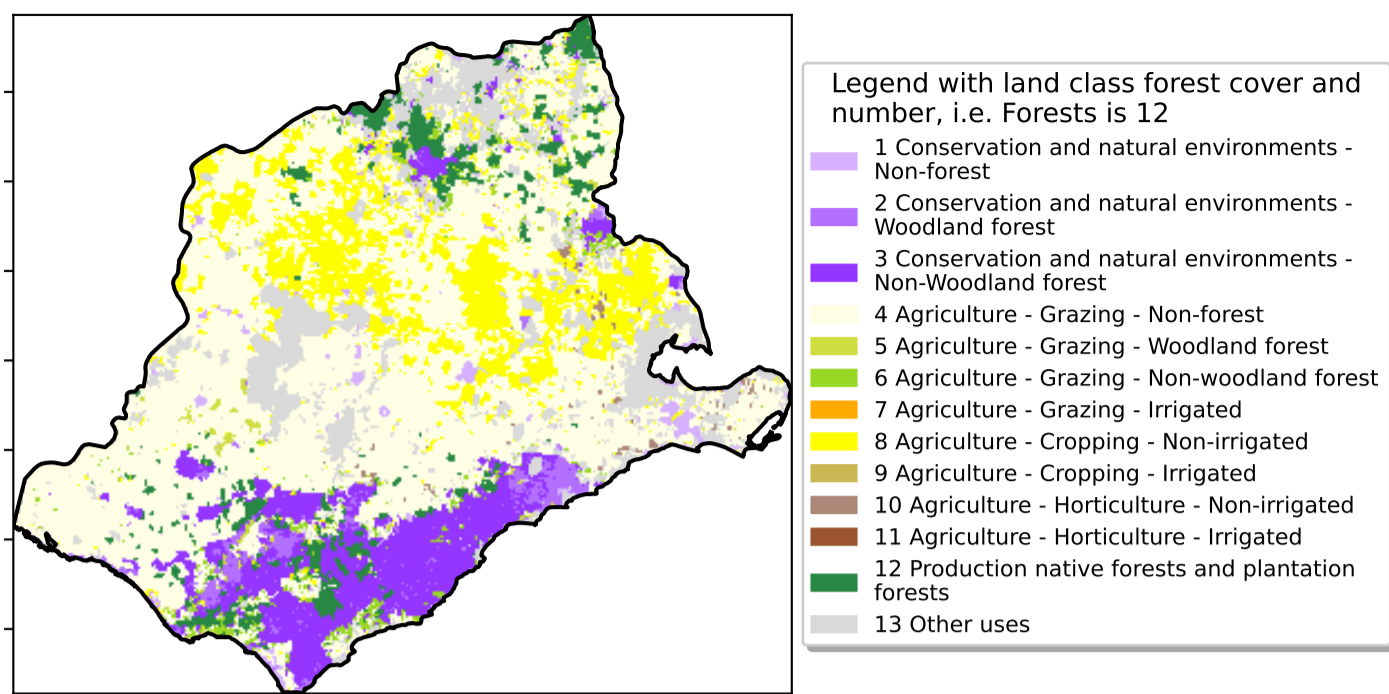 Legend with land class forest cover and
number, i.e. Forests is 12
1 Conservation and natural environments -
Non-forest
2 Conservation and natural environments -
Woodland forest
3 Conservation and natural environments -
Non-Woodland forest
4 Agriculture - Grazing - Non-forest
5 Agriculture - Grazing - Woodland forest
6 Agriculture - Grazing - Non-woodland forest
7 Agriculture - Grazing - Irrigated
8 Agriculture - Cropping - Non-irrigated
9 Agriculture - Cropping - Irrigated
10 Agriculture - Horticulture - Non-irrigated
11 Agriculture - Horticulture - Irrigated
12 Production native forests and plantation
forests
13 Other uses